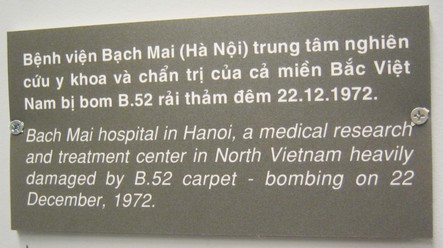 Bệnh viện Bạch Mai (Hà Nội) trung tâm nghiên
cứu y khoa và chẩn trị của cả miền Bắc Việt
Nam bị bom B.52 rải thảm đêm 22.12.1972.
Bach Mai hospital in Hanoi, a medical research
and treatment center in North Vietnam heavily
damaged by B.52 carpet - bombing on 22
December, 1972.